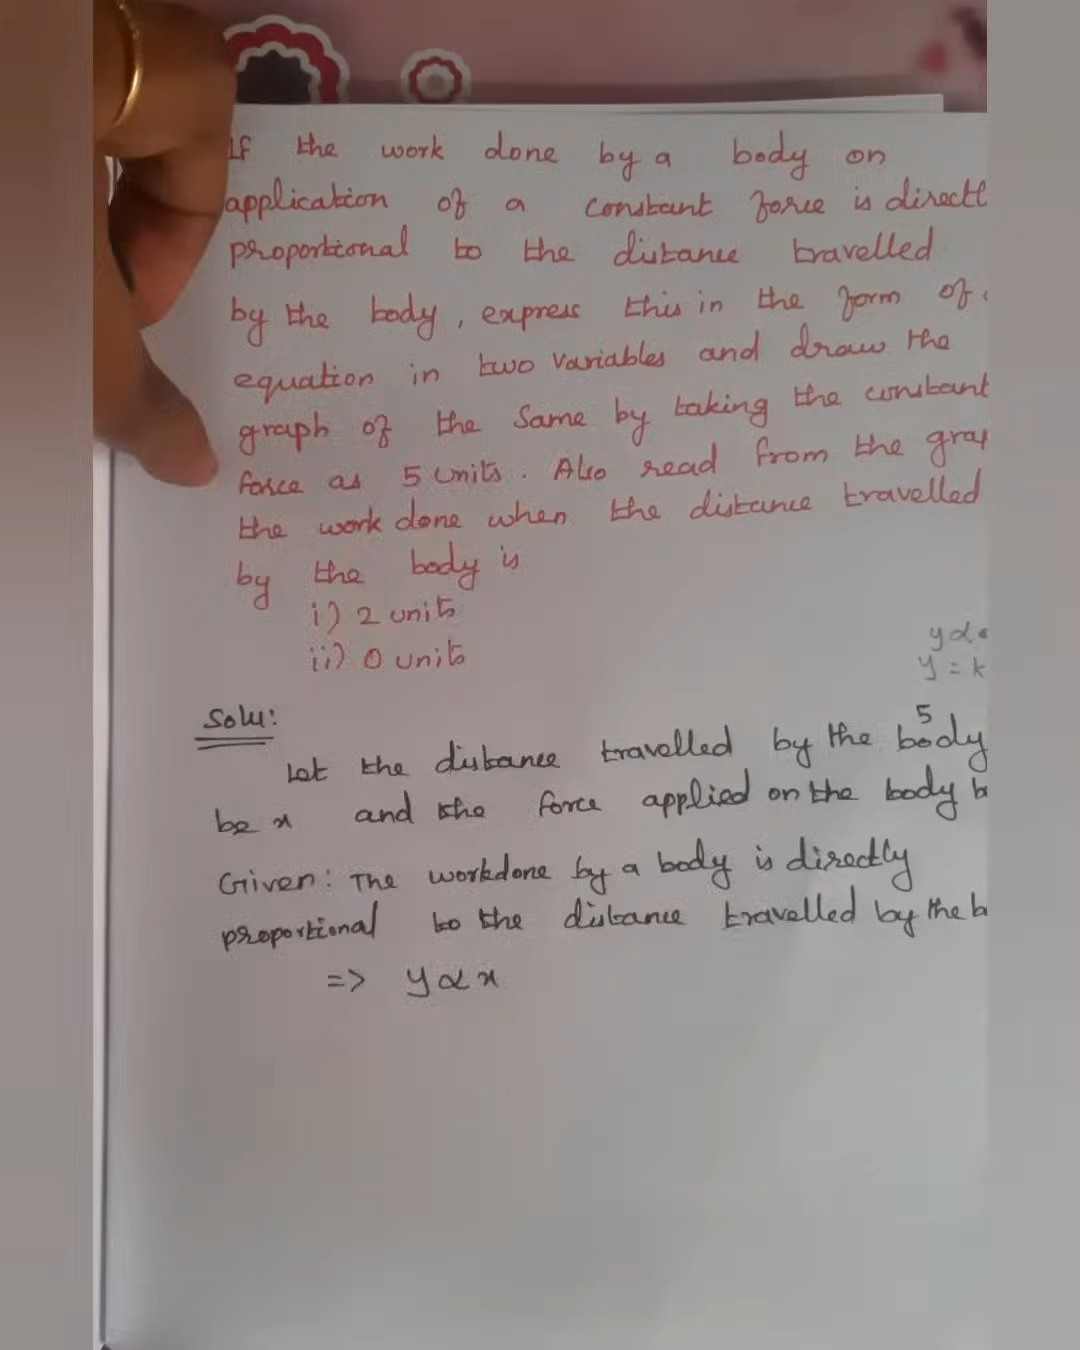 If the work done by a body on
application of a constant force is directl
proportional to the distance travelled
by the body, express this in the form of
equation in two variables and draw the
graph of the same by taking the constant
force as 5 units. Also read from the grap
the work done when the distance travelled
by the body is
i) 2 units
ii) 0 units
y∝
y = k
Solu:
5
Let the distance travelled by the body
be x and the force applied on the body b
Given: The workdone by a body is directly
proportional to the distance travelled by the b
=> y ∝ x